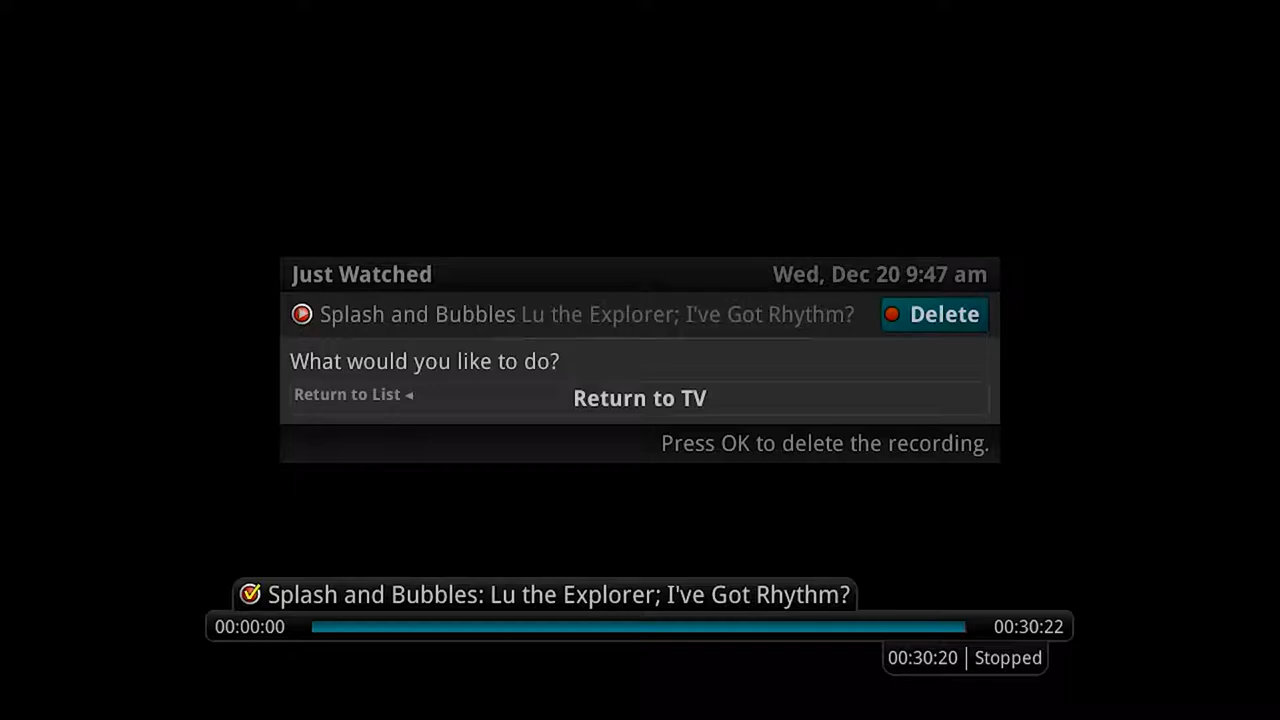 Just Watched Wed, Dec 20 9:47 am
Splash and Bubbles Lu the Explorer; I've Got Rhythm? Delete
What would you like to do?
Return to List ◂ Return to TV
Press OK to delete the recording.
Splash and Bubbles: Lu the Explorer; I've Got Rhythm?
00:00:00 00:30:22
00:30:20 | Stopped